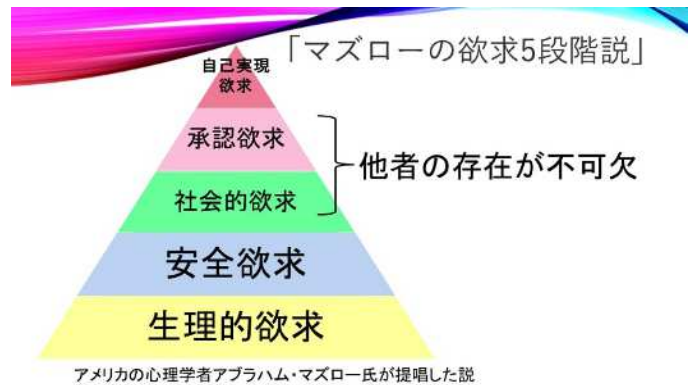 「マズローの欲求5段階説」
自己実現
欲求
承認欲求
社会的欲求
他者の存在が不可欠
安全欲求
生理的欲求
アメリカの心理学者アブラハム・マズロー氏が提唱した説